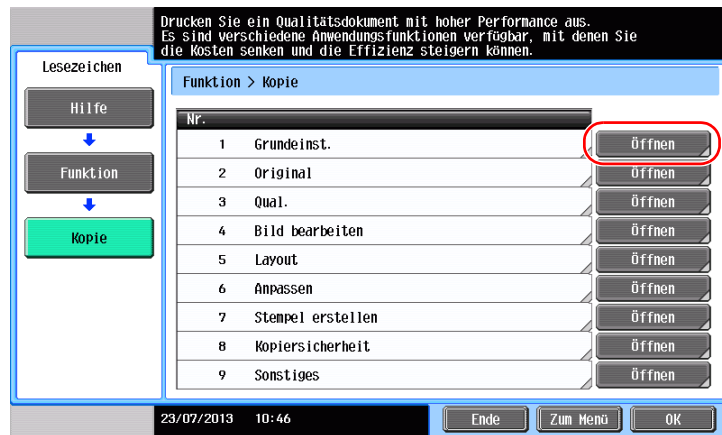 Drucken Sie ein Qualitätsdokument mit hoher Performance aus.
Es sind verschiedene Anwendungsfunktionen verfügbar, mit denen Sie
die Kosten senken und die Effizienz steigern können.
Lesezeichen
Hilfe
Funktion
Kopie
Funktion > Kopie
Nr.
1 Grundeinst. Öffnen
2 Original Öffnen
3 Qual. Öffnen
4 Bild bearbeiten Öffnen
5 Layout Öffnen
6 Anpassen Öffnen
7 Stempel erstellen Öffnen
8 Kopiersicherheit Öffnen
9 Sonstiges Öffnen
23/07/2013 10:46 Ende Zum Menü OK